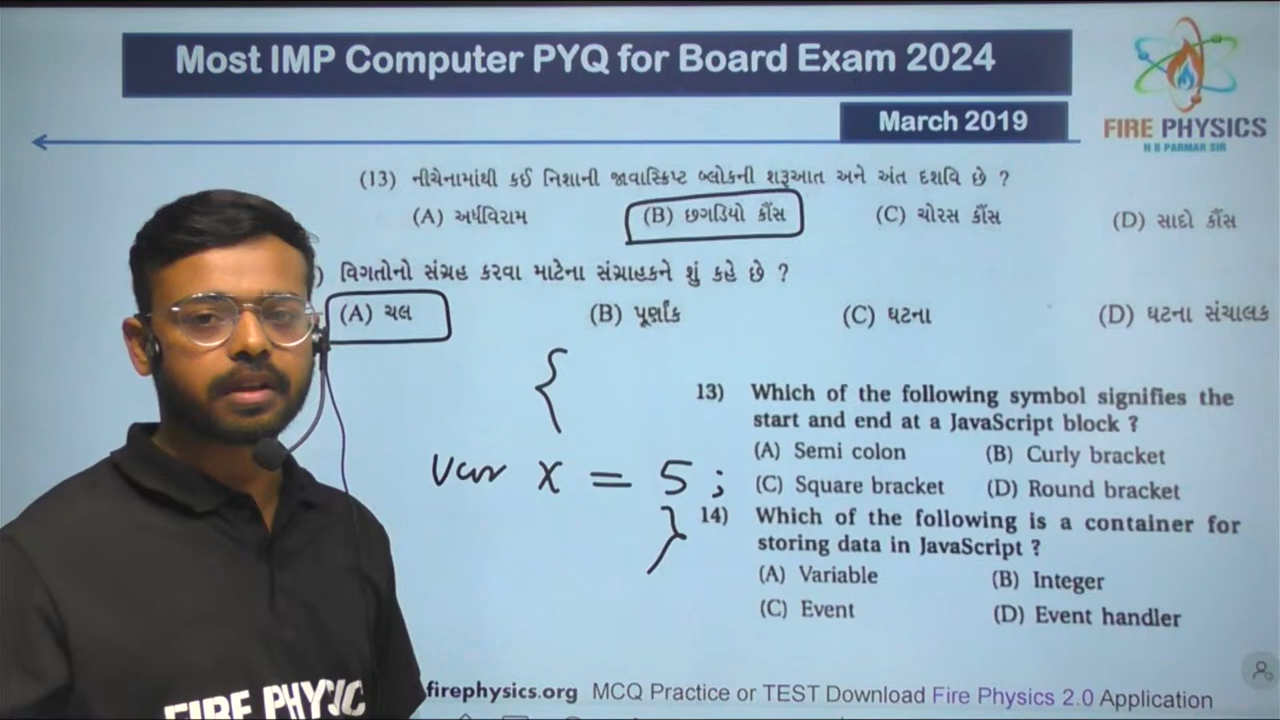 Most IMP Computer PYQ for Board Exam 2024
March 2019
FIRE PHYSICS
N B PARMAR SIR
(13) નીચેનામાંથી કઈ નિશાની જાવાસ્ક્રિપ્ટ બ્લોકની શરૂઆત અને અંત દર્શાવે છે ?
(A) અર્ધવિરામ (B) છગડિયો કૌંસ (C) ચોરસ કૌંસ (D) સાદો કૌંસ
) વિગતોનો સંગ્રહ કરવા માટેના સંગ્રાહકને શું કહે છે ?
(A) ચલ (B) પૂર્ણાંક (C) ઘટના (D) ઘટના સંચાલક
{
var x = 5 ;
}
13) Which of the following symbol signifies the
start and end at a JavaScript block ?
(A) Semi colon (B) Curly bracket
(C) Square bracket (D) Round bracket
14) Which of the following is a container for
storing data in JavaScript ?
(A) Variable (B) Integer
(C) Event (D) Event handler
FIRE PHYSIC
firephysics.org MCQ Practice or TEST Download Fire Physics 2.0 Application